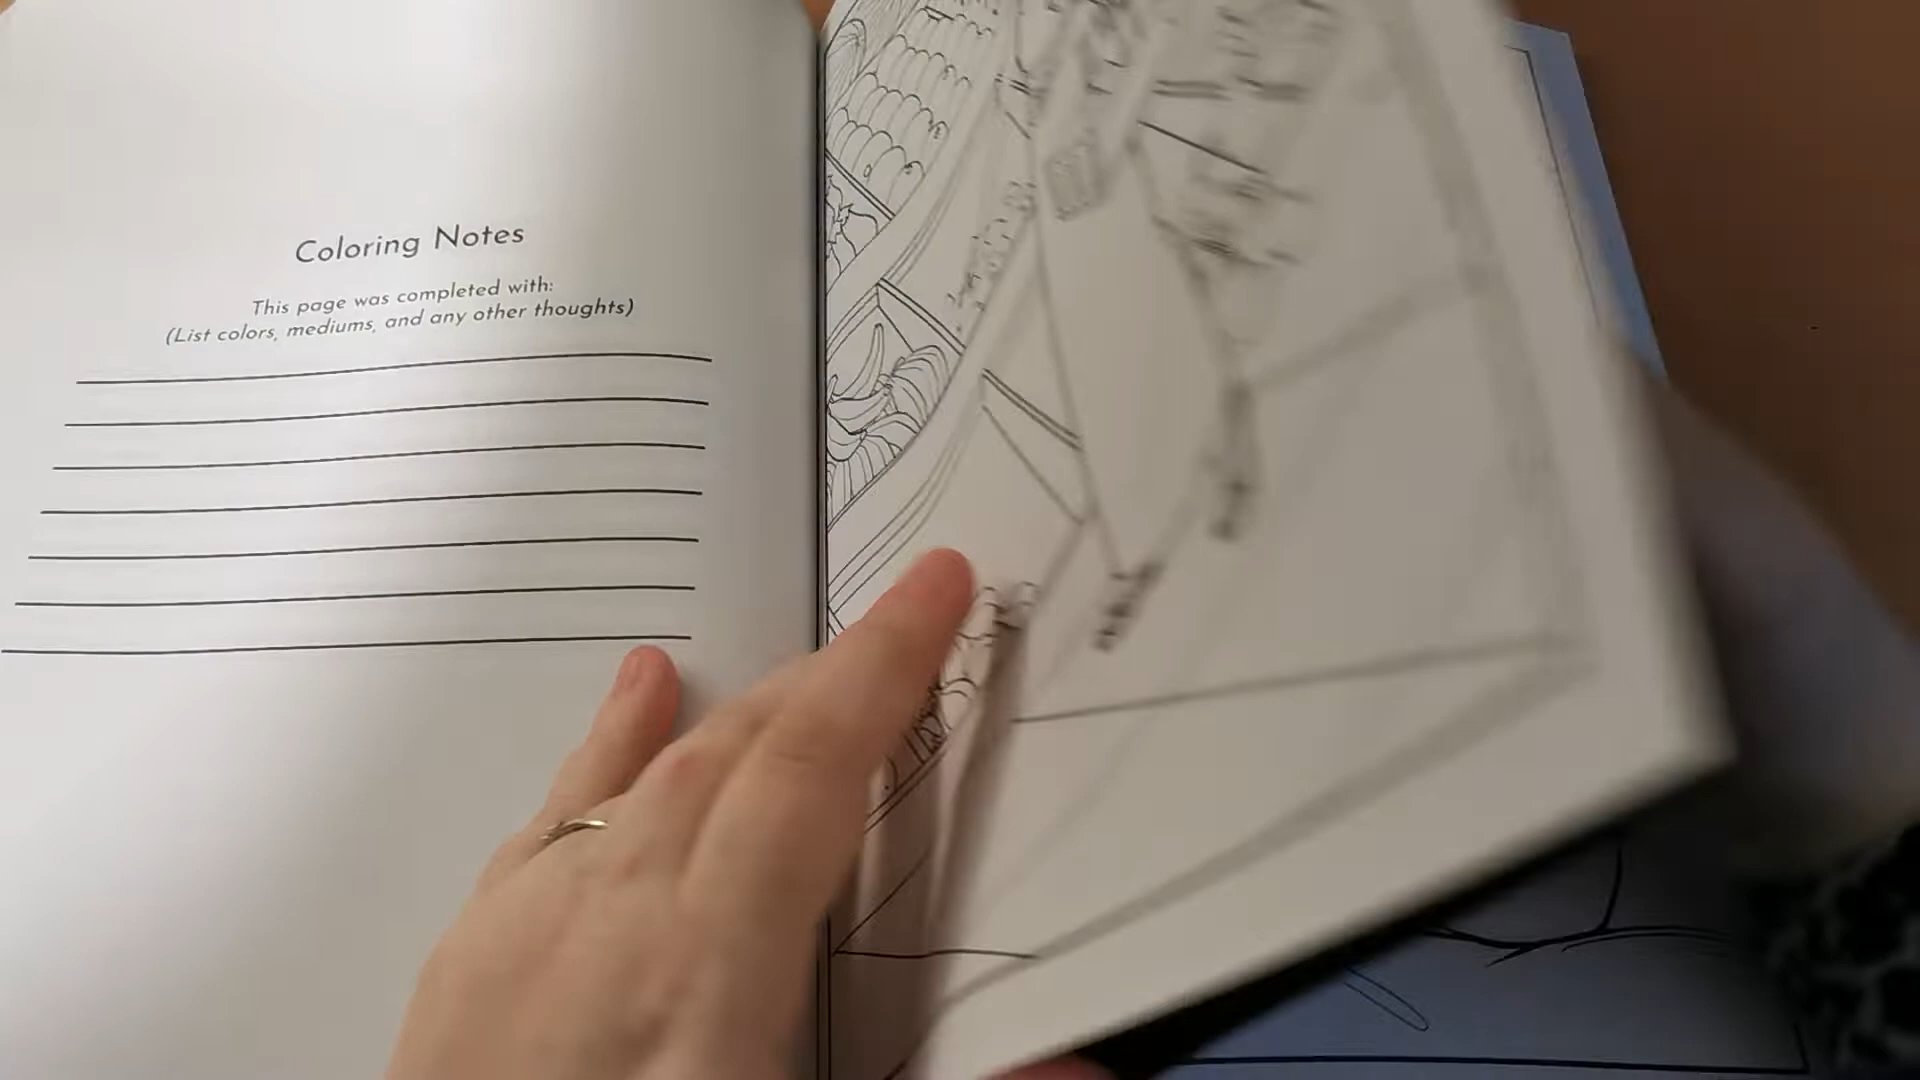 Coloring Notes
This page was completed with:
(List colors, mediums, and any other thoughts)